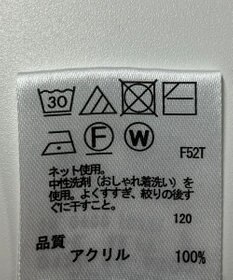 30
F W
F52T
ネット使用。
中性洗剤（おしゃれ着洗い）を
使用。よくすすぎ、絞りの後す
ぐに干すこと。
120
品質
アクリル 100%